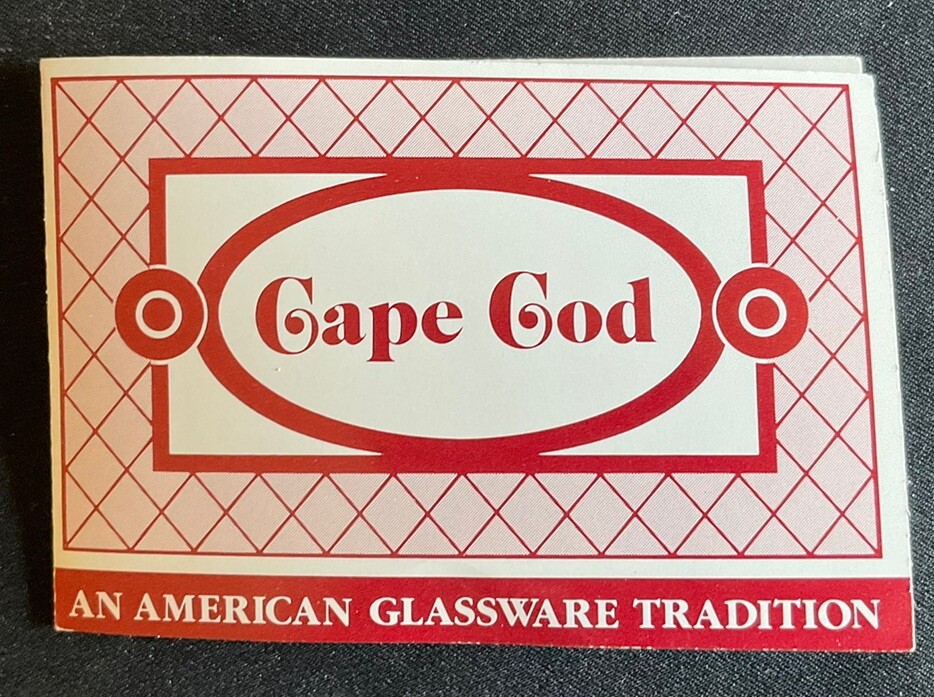 Cape Cod
AN AMERICAN GLASSWARE TRADITION